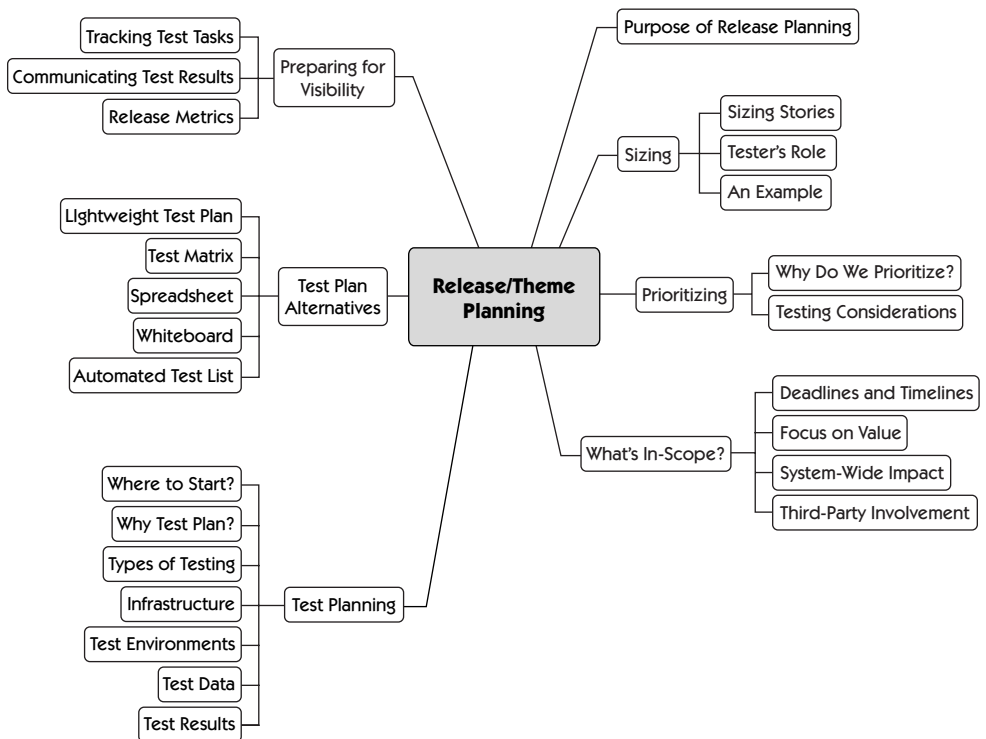 Tracking Test Tasks
Communicating Test Results
Release Metrics
Preparing for
Visibility
Purpose of Release Planning
Sizing
Sizing Stories
Tester's Role
An Example
LIghtweight Test Plan
Test Matrix
Spreadsheet
Whiteboard
Automated Test List
Test Plan
Alternatives
Release/Theme
Planning
Prioritizing
Why Do We Prioritize?
Testing Considerations
What's In-Scope?
Deadlines and Timelines
Focus on Value
System-Wide Impact
Third-Party Involvement
Where to Start?
Why Test Plan?
Types of Testing
Infrastructure
Test Environments
Test Data
Test Results
Test Planning